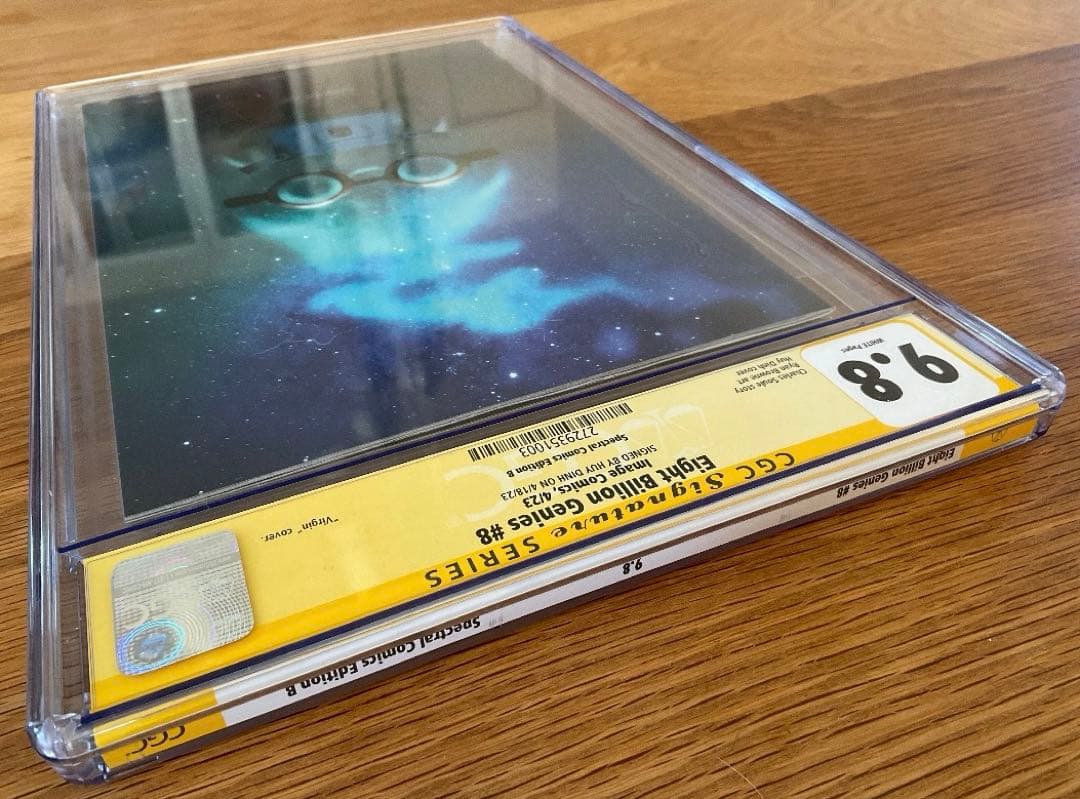 CGC Signature SERIES
9.8
WHITE Pages
Eight Billion Genies #8
Image Comics, 4/23
SIGNED BY HUY DINH ON 4/18/23
Spectral Comics Edition B
2729351003
Charles Soule story
Ryan Browne art
Huy Dinh cover
"Virgin" cover.
Eight Billion Genies #8
9.8
Spectral Comics Edition B
CGC